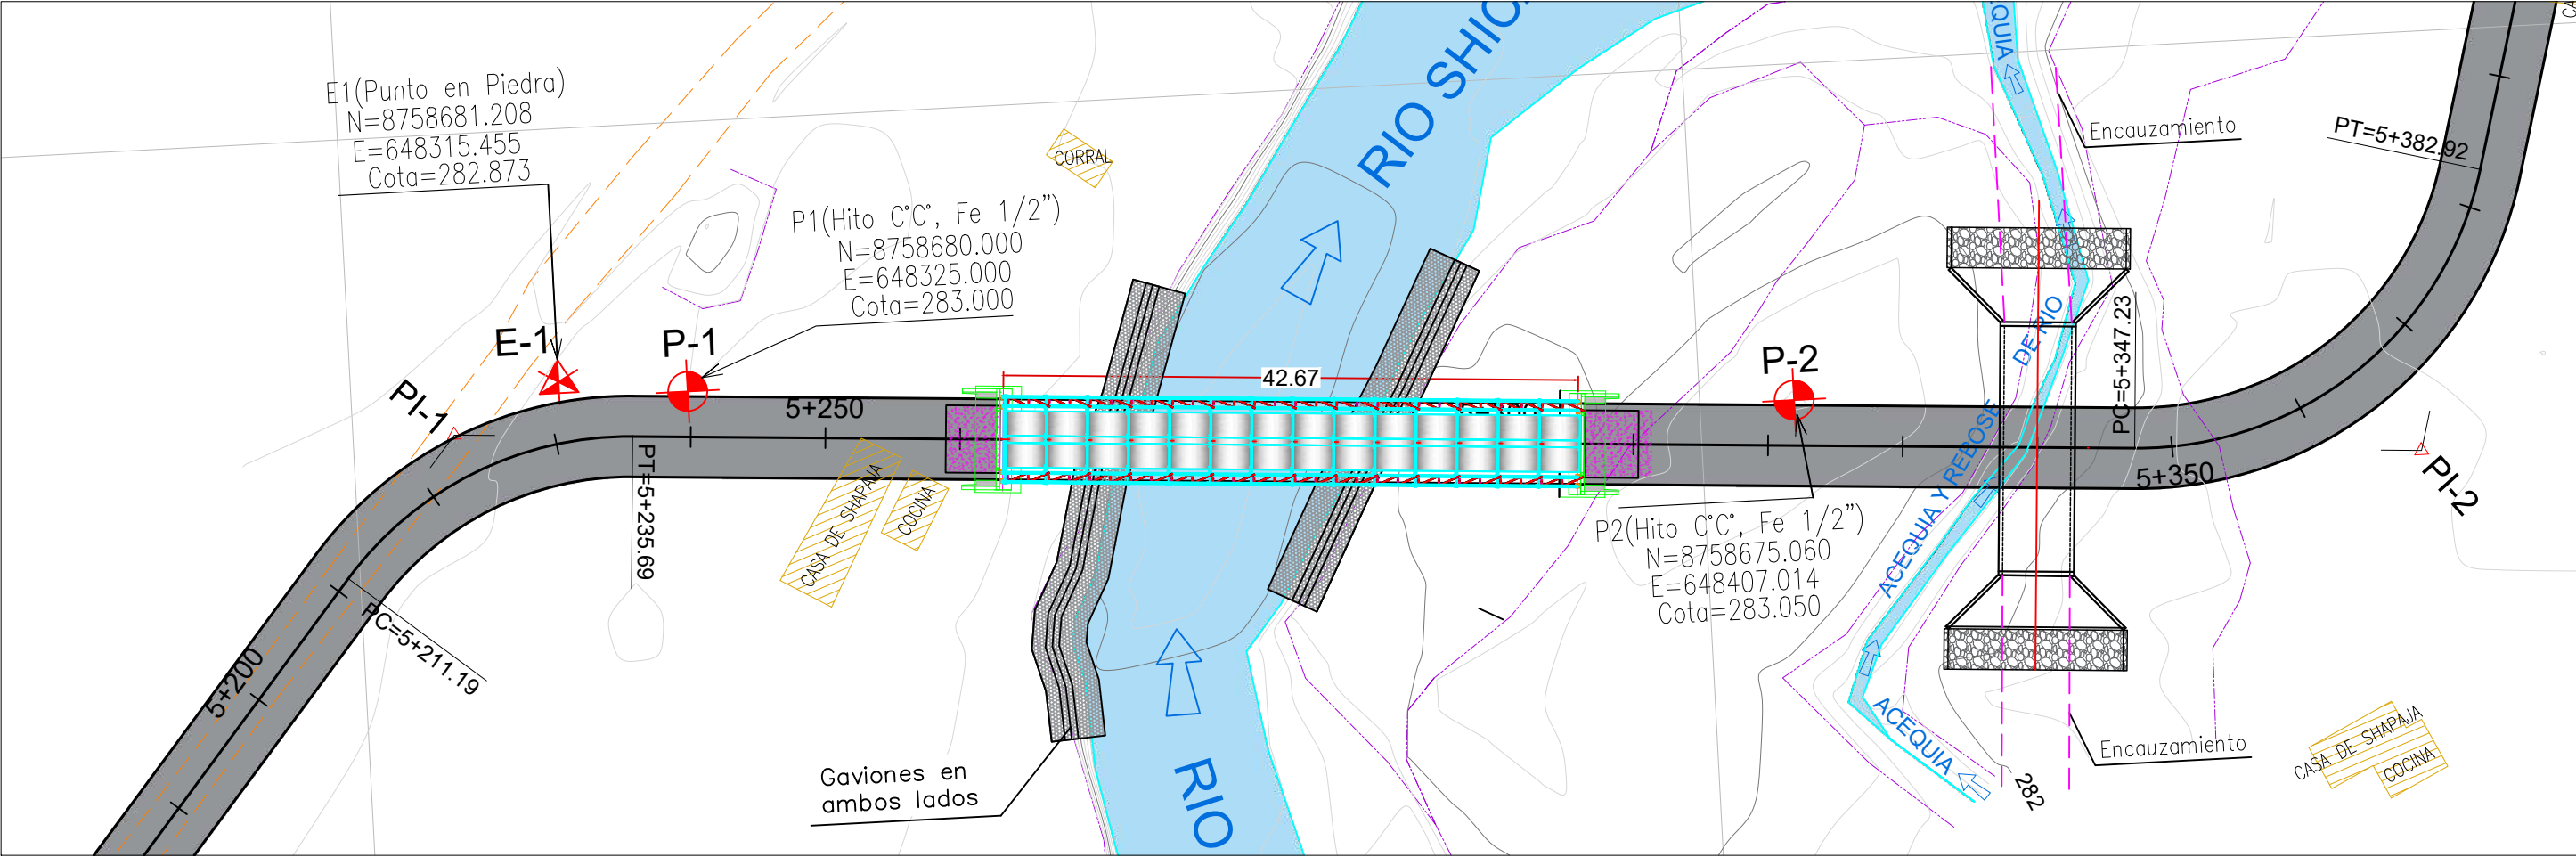 E1(Punto en Piedra)
N=8758681.208
E=648315.455
Cota=282.873
P1(Hito C°C°, Fe 1/2")
N=8758680.000
E=648325.000
Cota=283.000
E-1
P-1
PI-1
5+250
PT=5+235.69
PC=5+211.19
5+200
CORRAL
CASA DE SHAPAJA
COCINA
42.67
RIO
Gaviones en
ambos lados
RIO
P-2
P2(Hito C°C°, Fe 1/2")
N=8758675.060
E=648407.014
Cota=283.050
Encauzamiento
PT=5+382.92
PC=5+347.23
5+350
PI-2
ACEQUIA Y REBOSE
DE RIO
ACEQUIA
282
Encauzamiento
CASA DE SHAPAJA
COCINA